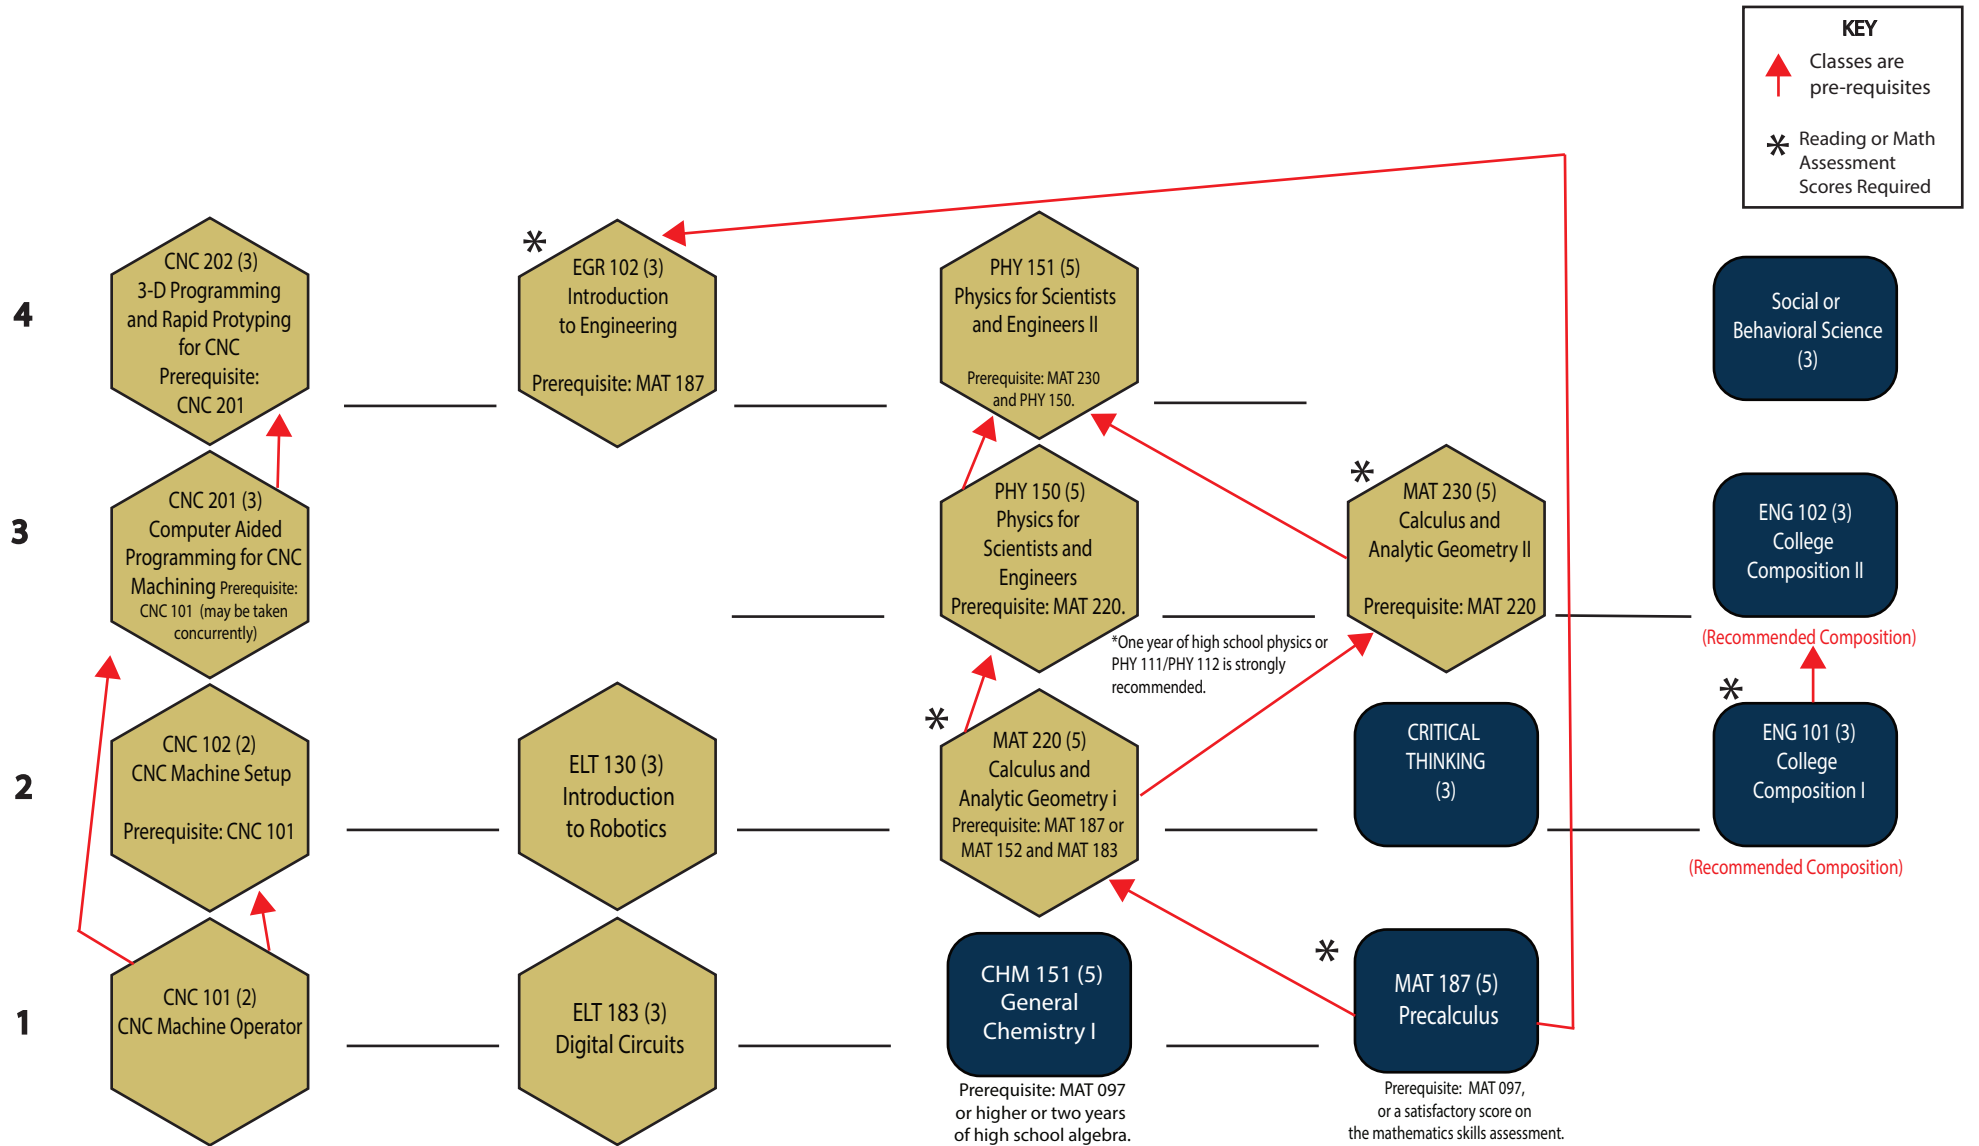 KEY
Classes are
pre-requisites
* Reading or Math
Assessment
Scores Required
4
CNC 202 (3)
3-D Programming
and Rapid Protyping
for CNC
Prerequisite:
CNC 201
*
EGR 102 (3)
Introduction
to Engineering
Prerequisite: MAT 187
PHY 151 (5)
Physics for Scientists
and Engineers II
Prerequisite: MAT 230
and PHY 150.
Social or
Behavioral Science
(3)
3
CNC 201 (3)
Computer Aided
Programming for CNC
Machining Prerequisite:
CNC 101 (may be taken
concurrently)
PHY 150 (5)
Physics for
Scientists and
Engineers
Prerequisite: MAT 220.
*One year of high school physics or
PHY 111/PHY 112 is strongly
recommended.
*
MAT 230 (5)
Calculus and
Analytic Geometry II
Prerequisite: MAT 220
ENG 102 (3)
College
Composition II
(Recommended Composition)
2
CNC 102 (2)
CNC Machine Setup
Prerequisite: CNC 101
ELT 130 (3)
Introduction
to Robotics
*
MAT 220 (5)
Calculus and
Analytic Geometry i
Prerequisite: MAT 187 or
MAT 152 and MAT 183
CRITICAL
THINKING
(3)
*
ENG 101 (3)
College
Composition I
(Recommended Composition)
1
CNC 101 (2)
CNC Machine Operator
ELT 183 (3)
Digital Circuits
CHM 151 (5)
General
Chemistry I
Prerequisite: MAT 097
or higher or two years
of high school algebra.
*
MAT 187 (5)
Precalculus
Prerequisite: MAT 097,
or a satisfactory score on
the mathematics skills assessment.